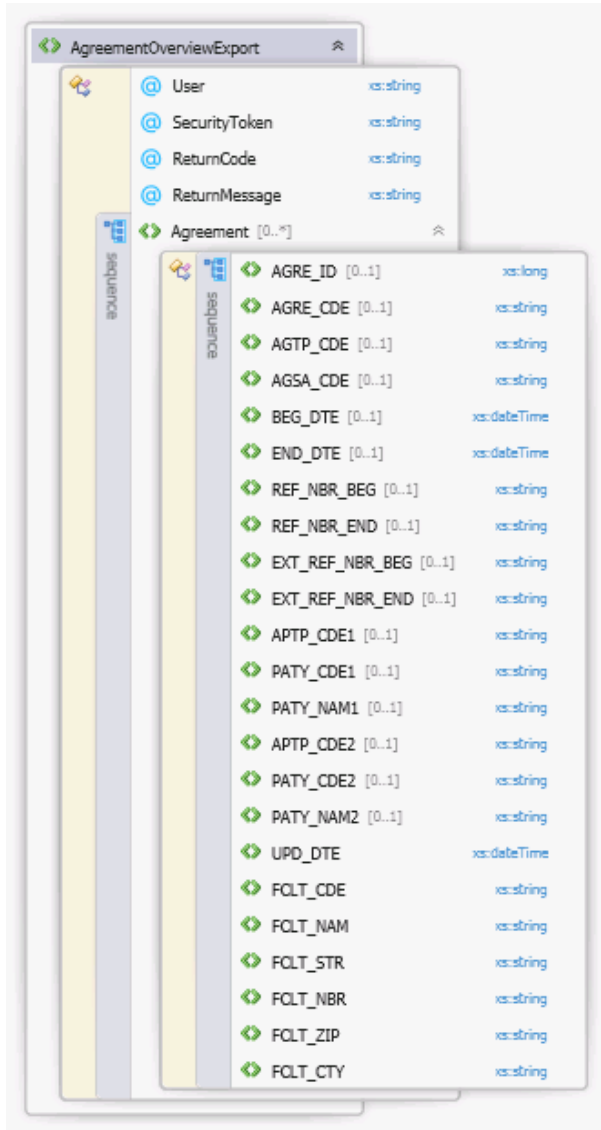 AgreementOverviewExport
@ User xs:string
@ SecurityToken xs:string
@ ReturnCode xs:string
@ ReturnMessage xs:string
Agreement [0..*]
sequence
sequence
AGRE_ID [0..1] xs:long
AGRE_CDE [0..1] xs:string
AGTP_CDE [0..1] xs:string
AGSA_CDE [0..1] xs:string
BEG_DTE [0..1] xs:dateTime
END_DTE [0..1] xs:dateTime
REF_NBR_BEG [0..1] xs:string
REF_NBR_END [0..1] xs:string
EXT_REF_NBR_BEG [0..1] xs:string
EXT_REF_NBR_END [0..1] xs:string
APTP_CDE1 [0..1] xs:string
PATY_CDE1 [0..1] xs:string
PATY_NAM1 [0..1] xs:string
APTP_CDE2 [0..1] xs:string
PATY_CDE2 [0..1] xs:string
PATY_NAM2 [0..1] xs:string
UPD_DTE xs:dateTime
FCLT_CDE xs:string
FCLT_NAM xs:string
FCLT_STR xs:string
FCLT_NBR xs:string
FCLT_ZIP xs:string
FCLT_CTY xs:string